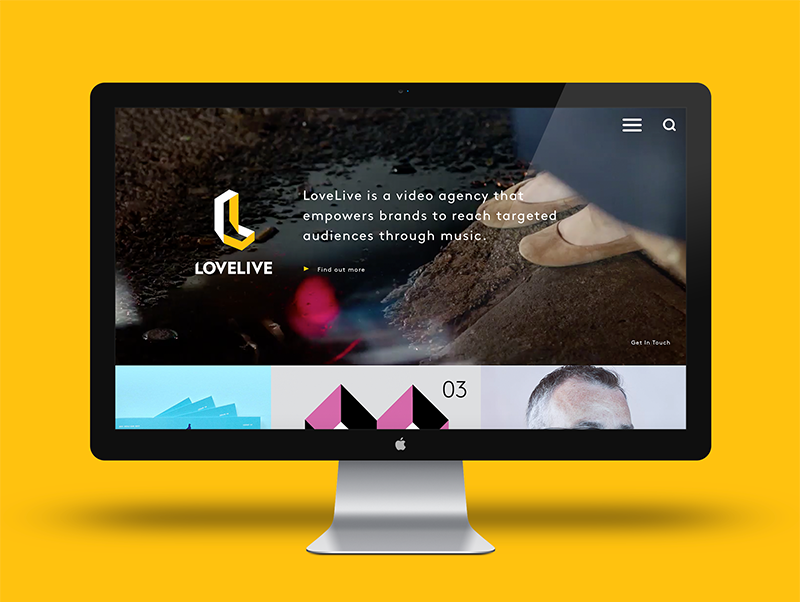 LoveLive is a video agency that
empowers brands to reach targeted
audiences through music.
LOVELIVE
Find out more
Get In Touch
03